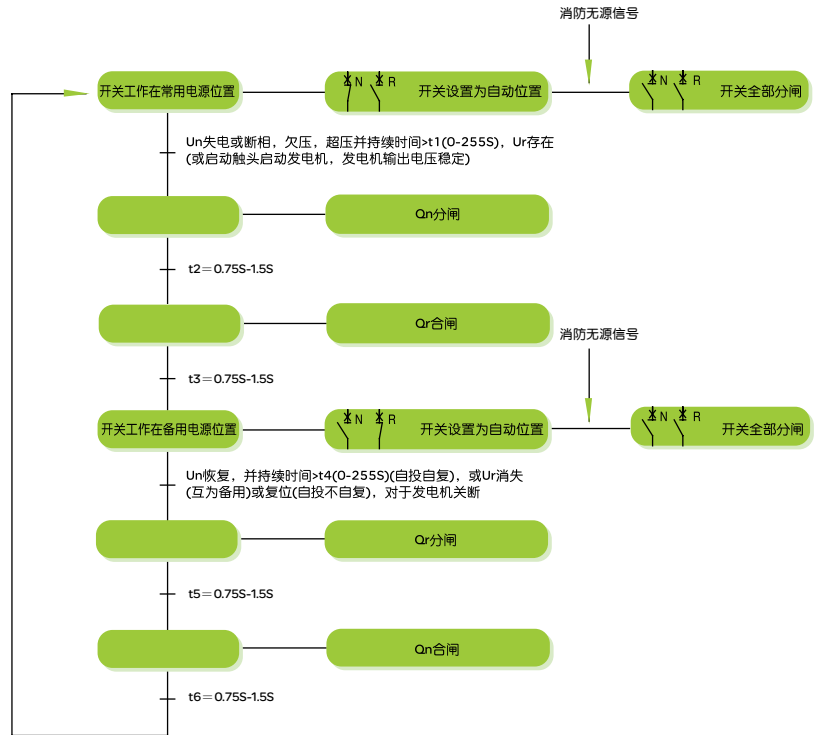 消防无源信号
开关工作在常用电源位置
N
R
开关设置为自动位置
N
R
开关全部分闸
Un失电或断相，欠压，超压并持续时间>t1(0-255S)，Ur存在
(或启动触头启动发电机，发电机输出电压稳定)
Qn分闸
t2=0.75S-1.5S
Qr合闸
消防无源信号
t3=0.75S-1.5S
开关工作在备用电源位置
N
R
开关设置为自动位置
N
R
开关全部分闸
Un恢复，并持续时间>t4(0-255S)(自投自复)，或Ur消失
(互为备用)或复位(自投不自复)，对于发电机关断
Qr分闸
t5=0.75S-1.5S
Qn合闸
t6=0.75S-1.5S